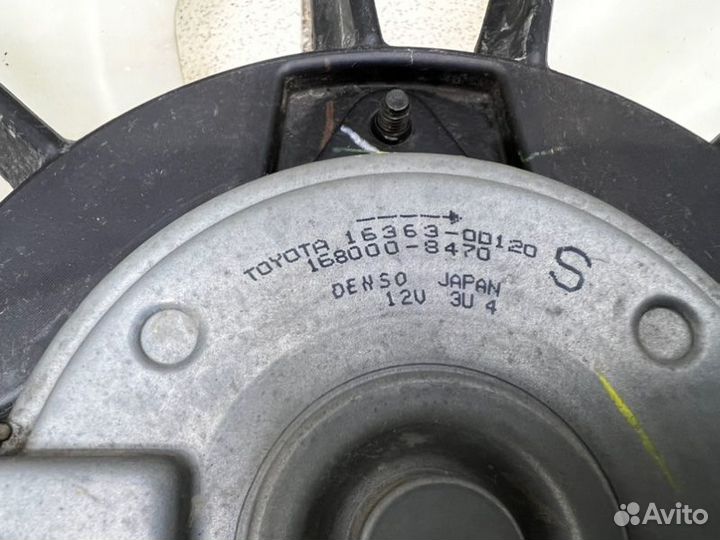 TOYOTA 16363-0D120
168000-8470
S
DENSO JAPAN
12V 3U 4
Avito